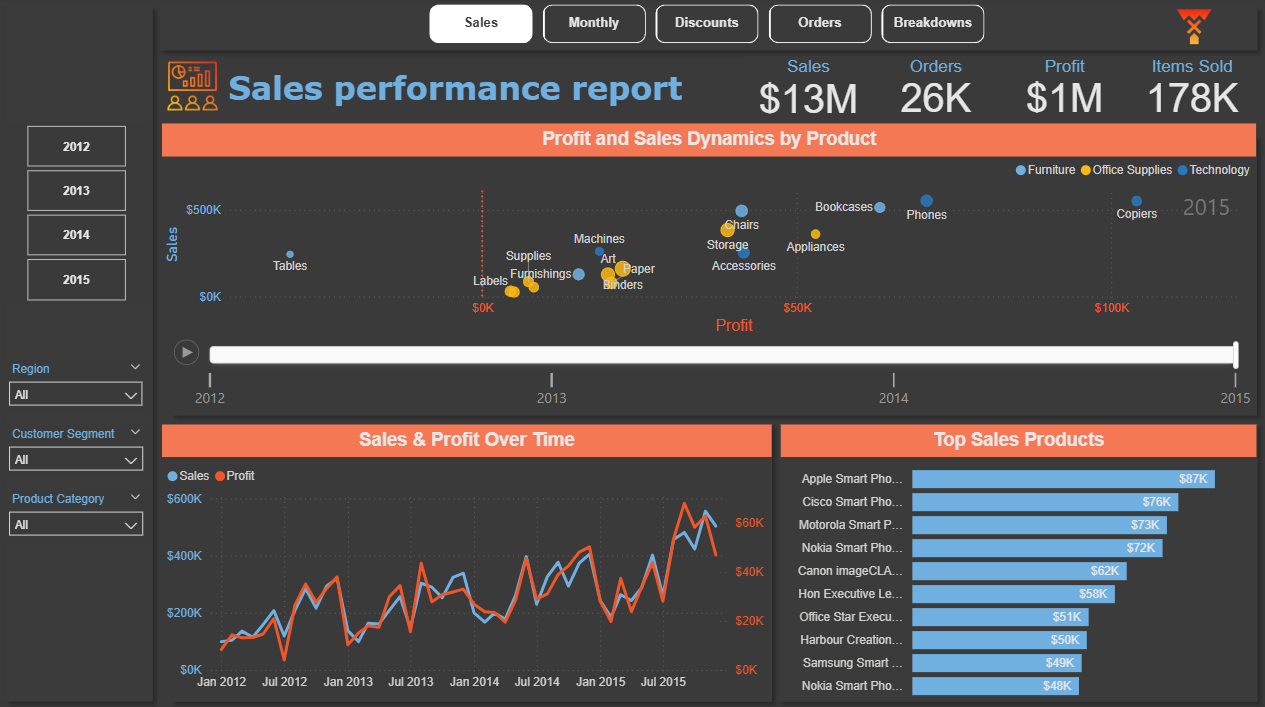 Sales Monthly Discounts Orders Breakdowns
Sales performance report
Sales Orders Profit Items Sold
$13M 26K $1M 178K
2012
2013
2014
2015
Region
All
Customer Segment
All
Product Category
All
Profit and Sales Dynamics by Product
Furniture Office Supplies Technology
2015
Sales
$500K
$0K
Bookcases
Phones
Copiers
Chairs
Machines
Storage
Appliances
Supplies
Art
Tables
Accessories
Furnishings
Paper
Labels
Binders
$0K $50K $100K
Profit
2012 2013 2014 2015
Sales & Profit Over Time
Sales Profit
$600K
$400K
$200K
$0K
$60K
$40K
$20K
$0K
Jan 2012 Jul 2012 Jan 2013 Jul 2013 Jan 2014 Jul 2014 Jan 2015 Jul 2015
Top Sales Products
Apple Smart Pho... $87K
Cisco Smart Pho... $76K
Motorola Smart P... $73K
Nokia Smart Pho... $72K
Canon imageCLA... $62K
Hon Executive Le... $58K
Office Star Execu... $51K
Harbour Creation... $50K
Samsung Smart ... $49K
Nokia Smart Pho... $48K